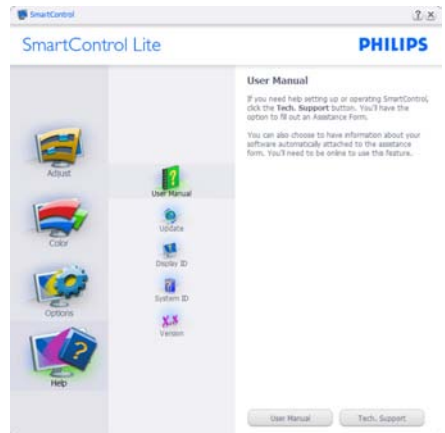 SmartControl
? x
SmartControl Lite
PHILIPS
Adjust
Color
Options
Help
User Manual
Update
Display ID
System ID
Version
User Manual
If you need help setting up or operating SmartControl,
click the Tech. Support button. You'll have the
option to fill out an Assistance Form.
You can also choose to have information about your
software automatically attached to the assistance
form. You'll need to be online to use this feature.
User Manual
Tech. Support